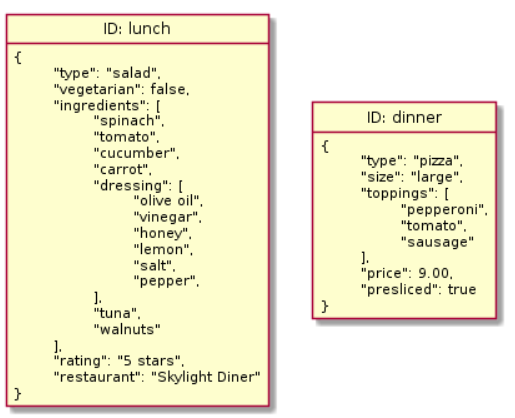 ID: lunch
{
"type": "salad",
"vegetarian": false,
"ingredients": [
"spinach",
"tomato",
"cucumber",
"carrot",
"dressing": [
"olive oil",
"vinegar",
"honey",
"lemon",
"salt",
"pepper",
],
"tuna",
"walnuts"
],
"rating": "5 stars",
"restaurant": "Skylight Diner"
}
ID: dinner
{
"type": "pizza",
"size": "large",
"toppings": [
"pepperoni",
"tomato",
"sausage"
],
"price": 9.00,
"presliced": true
}